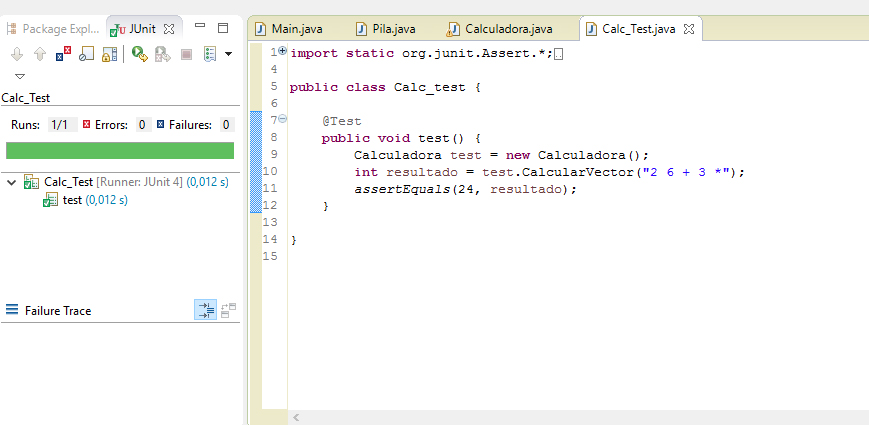 Package Expl...
JUnit
Calc_Test
Runs: 1/1 Errors: 0 Failures: 0
Calc_Test [Runner: JUnit 4] (0,012 s)
test (0,012 s)
Failure Trace
Main.java Pila.java Calculadora.java Calc_Test.java
1 import static org.junit.Assert.*;
4
5 public class Calc_test {
6
7 @Test
8 public void test() {
9 Calculadora test = new Calculadora();
10 int resultado = test.CalcularVector("2 6 + 3 *");
11 assertEquals(24, resultado);
12 }
13
14 }
15